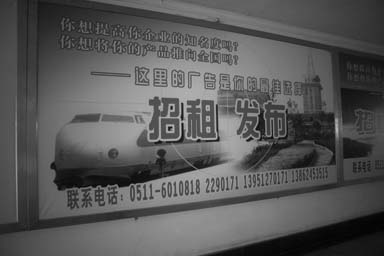 你想提高你企业的知名度吗?
你想将你的产品推向全国吗?
——这里的广告是你的最佳选择
招租 发布
联系电话:0511-6010818 2290171 13951270171 13862453515